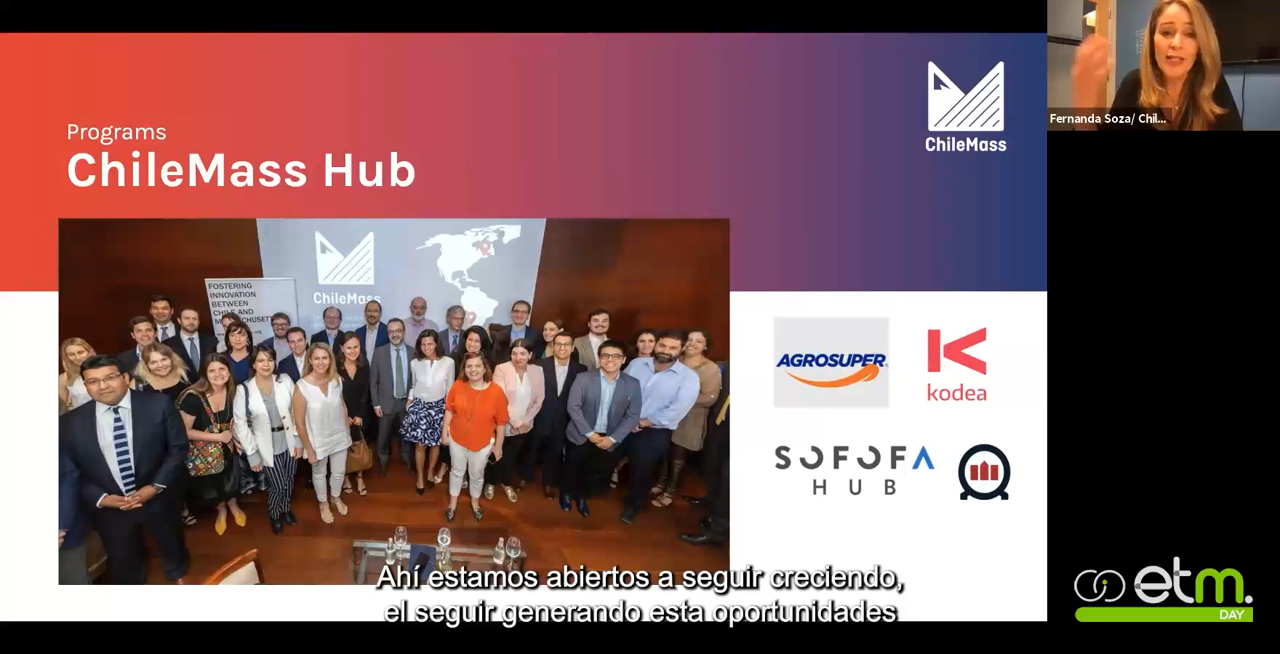 Programs
ChileMass Hub
ChileMass
Fernanda Soza/ Chil...
ChileMass
FOSTERING
INNOVATION
BETWEEN
CHILE AND
AGROSUPER
kodea
SOFOFA
HUB
Ahí estamos abiertos a seguir creciendo,
el seguir generando esta oportunidades
etm.
DAY